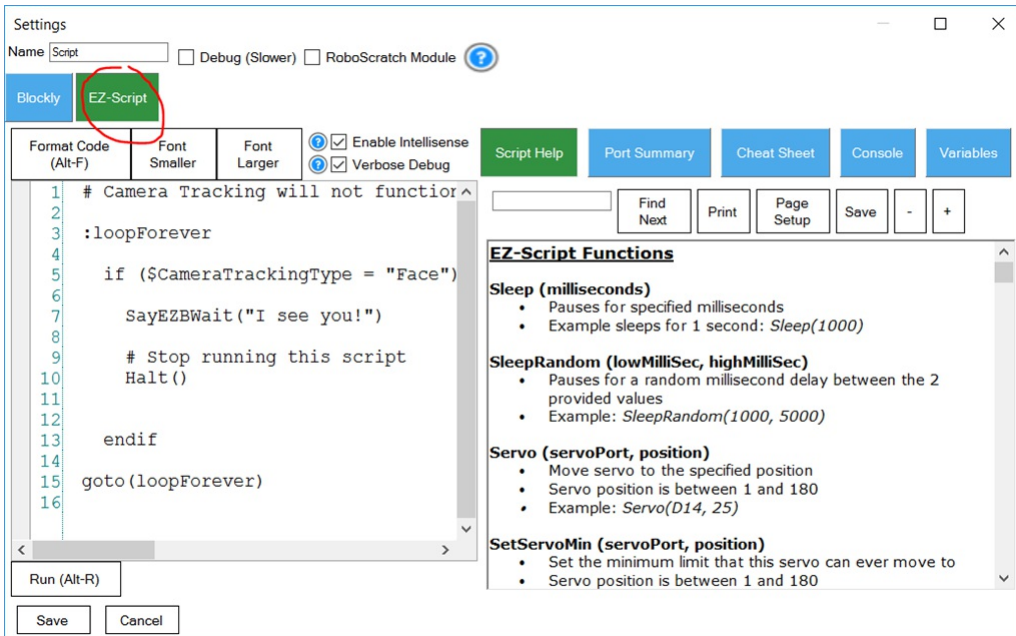 Settings
Name Script Debug (Slower) RoboScratch Module ?
Blockly EZ-Script
Format Code (Alt-F)
Font Smaller
Font Larger
? Enable Intellisense
? Verbose Debug
1 # Camera Tracking will not function
2
3 :loopForever
4
5 if ($CameraTrackingType = "Face")
6
7 SayEZBWait("I see you!")
8
9 # Stop running this script
10 Halt()
11
12
13 endif
14
15 goto(loopForever)
16
Run (Alt-R)
Save Cancel
Script Help Port Summary Cheat Sheet Console Variables
Find Next Print Page Setup Save - +
EZ-Script Functions
Sleep (milliseconds)
• Pauses for specified milliseconds
• Example sleeps for 1 second: Sleep(1000)
SleepRandom (lowMilliSec, highMilliSec)
• Pauses for a random millisecond delay between the 2
provided values
• Example: SleepRandom(1000, 5000)
Servo (servoPort, position)
• Move servo to the specified position
• Servo position is between 1 and 180
• Example: Servo(D14, 25)
SetServoMin (servoPort, position)
• Set the minimum limit that this servo can ever move to
• Servo position is between 1 and 180